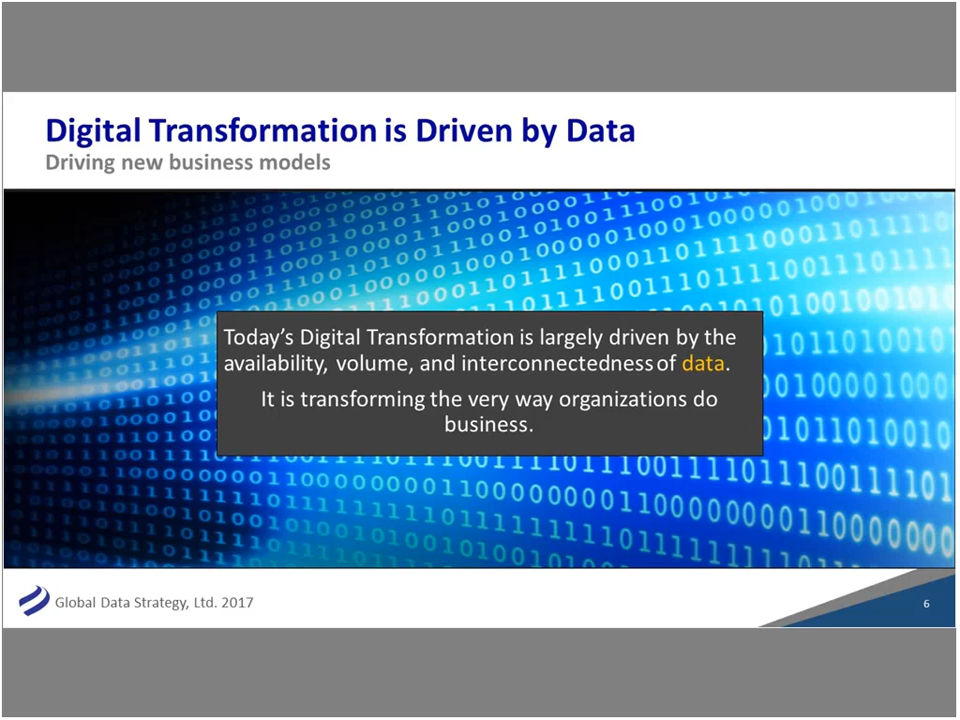 Digital Transformation is Driven by Data
Driving new business models
Today's Digital Transformation is largely driven by the
availability, volume, and interconnectedness of data.
It is transforming the very way organizations do
business.
Global Data Strategy, Ltd. 2017
6